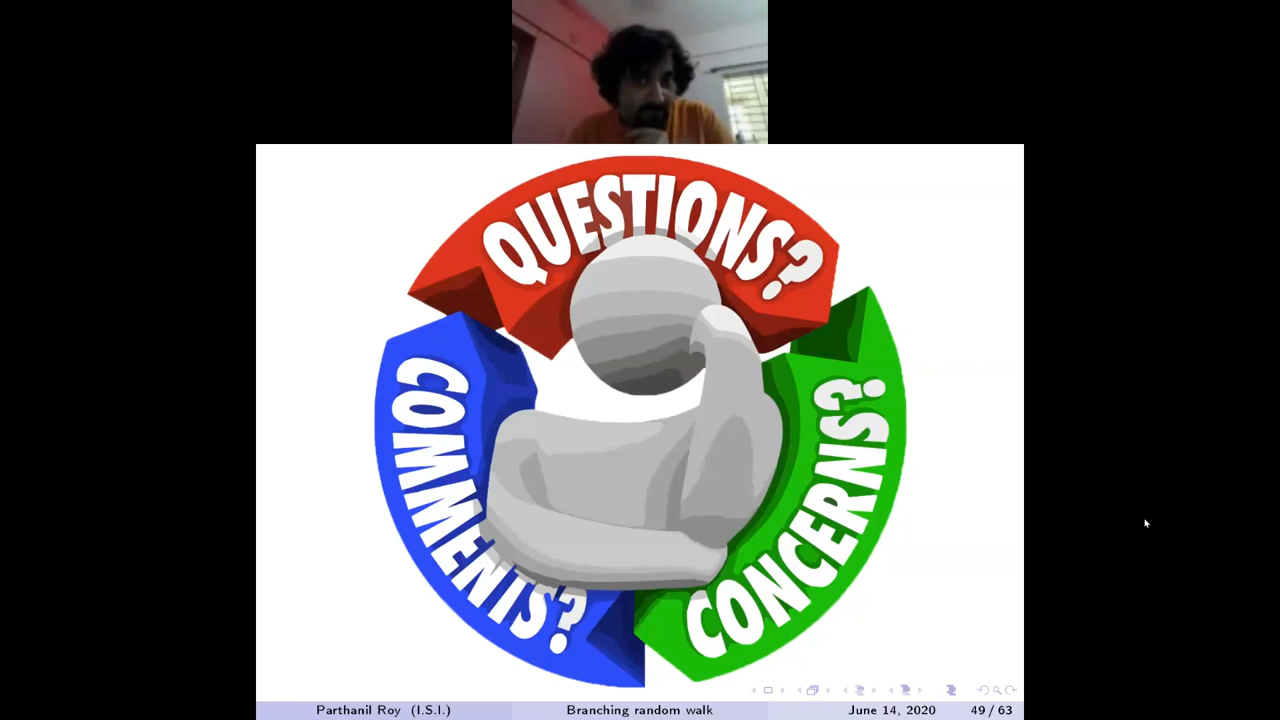 QUESTIONS?
COMMENTS?
CONCERNS?
Parthanil Roy (I.S.I.) Branching random walk June 14, 2020 49 / 63